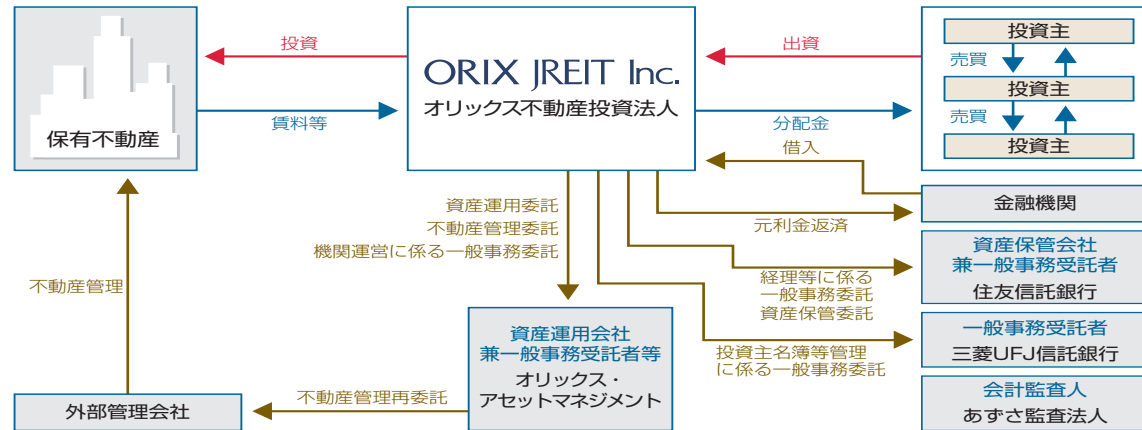 投資
出資
ORIX JREIT Inc.
オリックス不動産投資法人
保有不動産
賃料等
分配金
投資主
売買
投資主
売買
投資主
借入
金融機関
元利金返済
資産運用委託
不動産管理委託
機関運営に係る一般事務委託
不動産管理
資産保管会社
兼一般事務受託者
住友信託銀行
経理等に係る
一般事務委託
資産保管委託
資産運用会社
兼一般事務受託者等
オリックス・
アセットマネジメント
一般事務受託者
三菱UFJ信託銀行
投資主名簿等管理
に係る一般事務委託
会計監査人
あずさ監査法人
不動産管理再委託
外部管理会社